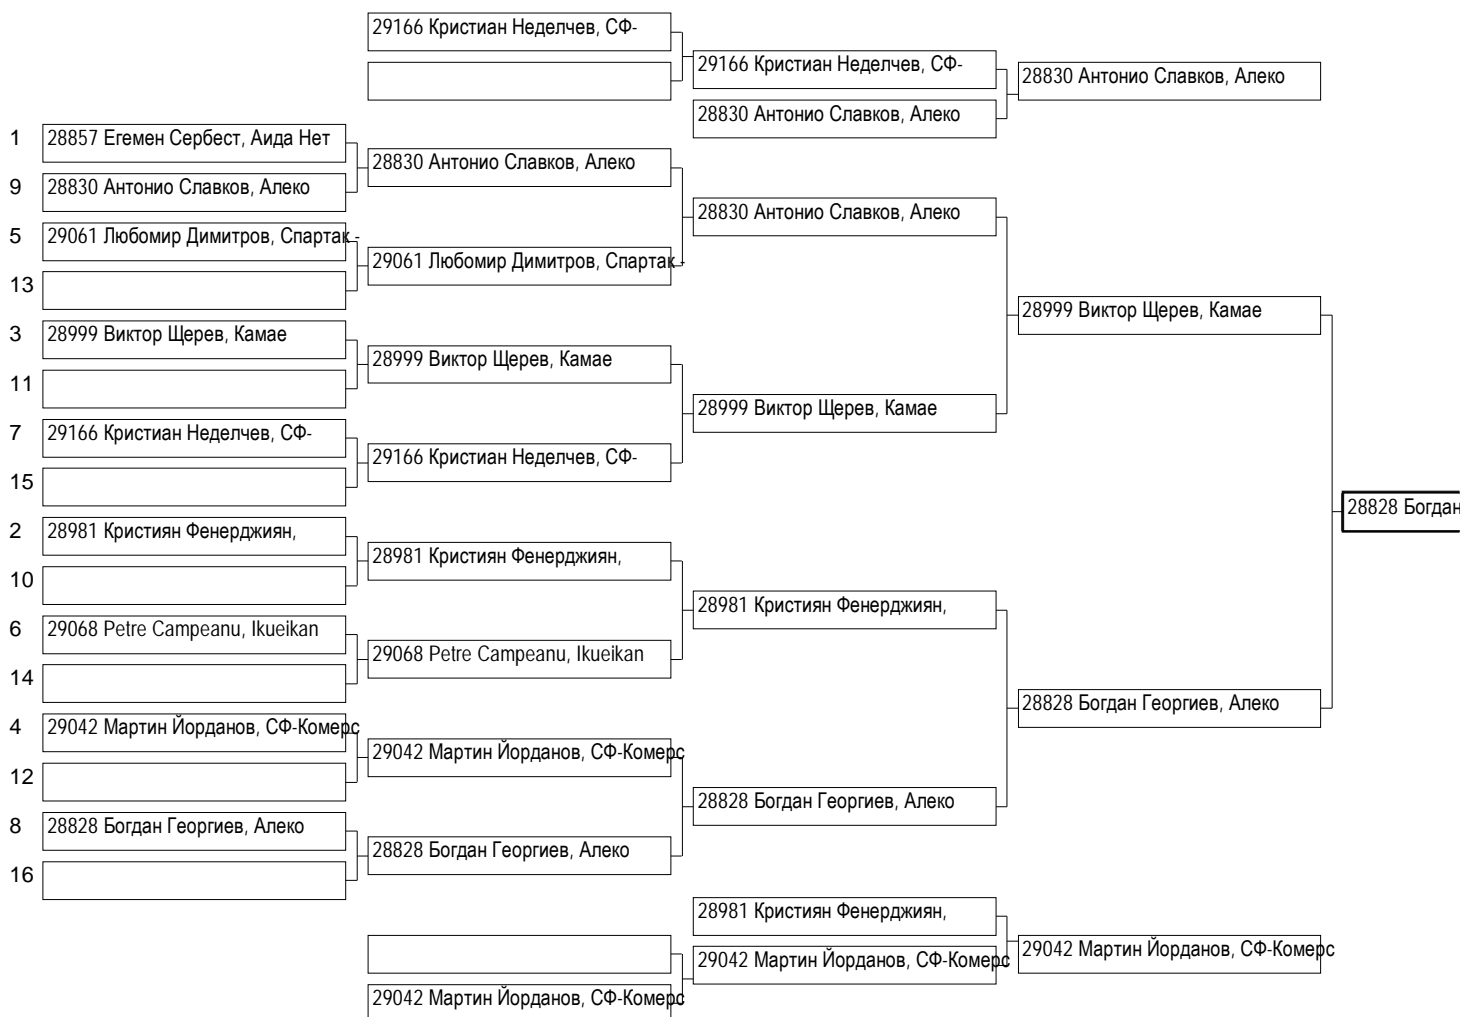 29166 Кристиан Неделчев, СФ-
29166 Кристиан Неделчев, СФ-
28830 Антонио Славков, Алеко
28830 Антонио Славков, Алеко
1 28857 Егемен Сербест, Аида Нет
28830 Антонио Славков, Алеко
9 28830 Антонио Славков, Алеко
28830 Антонио Славков, Алеко
5 29061 Любомир Димитров, Спартак -
29061 Любомир Димитров, Спартак -
13
28999 Виктор Щерев, Камае
3 28999 Виктор Щерев, Камае
28999 Виктор Щерев, Камае
11
28999 Виктор Щерев, Камае
7 29166 Кристиан Неделчев, СФ-
29166 Кристиан Неделчев, СФ-
15
28828 Богдан
2 28981 Кристиян Фенерджиян,
28981 Кристиян Фенерджиян,
10
28981 Кристиян Фенерджиян,
6 29068 Petre Campeanu, Ikueikan
29068 Petre Campeanu, Ikueikan
14
28828 Богдан Георгиев, Алеко
4 29042 Мартин Йорданов, СФ-Комерс
29042 Мартин Йорданов, СФ-Комерс
12
28828 Богдан Георгиев, Алеко
8 28828 Богдан Георгиев, Алеко
28828 Богдан Георгиев, Алеко
16
28981 Кристиян Фенерджиян,
29042 Мартин Йорданов, СФ-Комерс
29042 Мартин Йорданов, СФ-Комерс
29042 Мартин Йорданов, СФ-Комерс